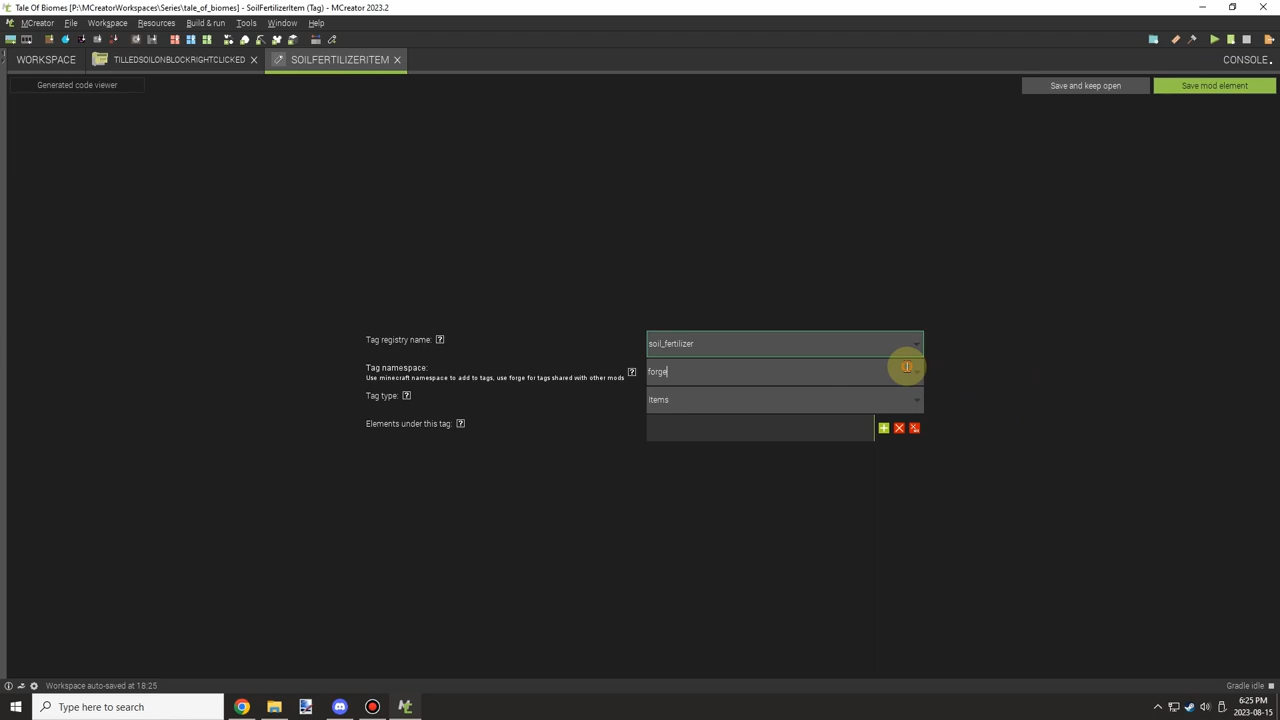 Tale Of Biomes [P:\MCreatorWorkspaces\Series\tale_of_biomes] - SoilFertilizerItem (Tag) - MCreator 2023.2
MCreator File Workspace Resources Build & run Tools Window Help
WORKSPACE TILLEDSOILONBLOCKRIGHTCLICKED SOILFERTILIZERITEM CONSOLE
Generated code viewer Save and keep open Save mod element
Tag registry name: ? soil_fertilizer
Tag namespace: ? forge
Use minecraft namespace to add to tags, use forge for tags shared with other mods
Tag type: ? Items
Elements under this tag: ?
Workspace auto-saved at 18:25 Gradle idle
Type here to search 6:25 PM
2023-08-15